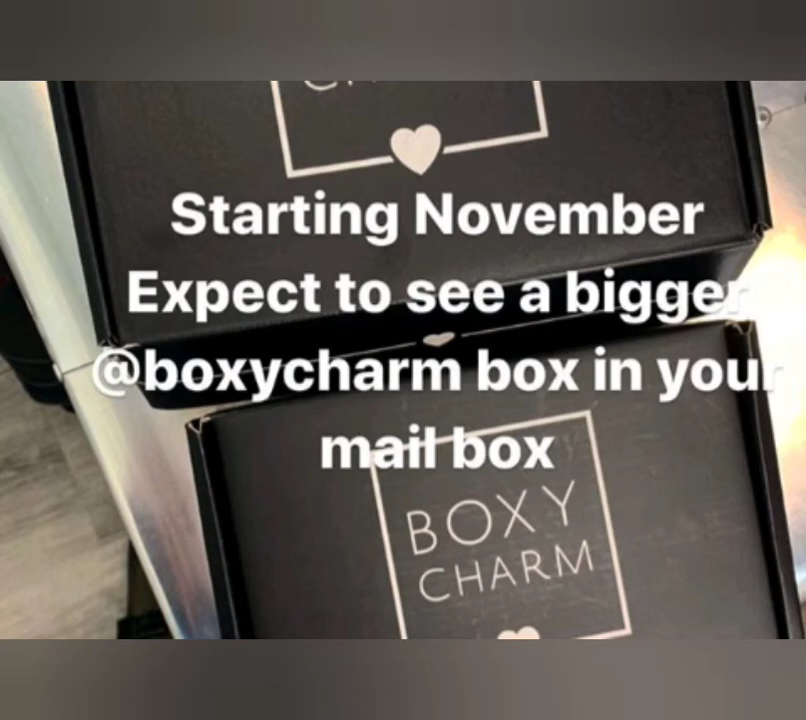 Starting November
Expect to see a bigger
@boxycharm box in your
mail box
BOXY
CHARM